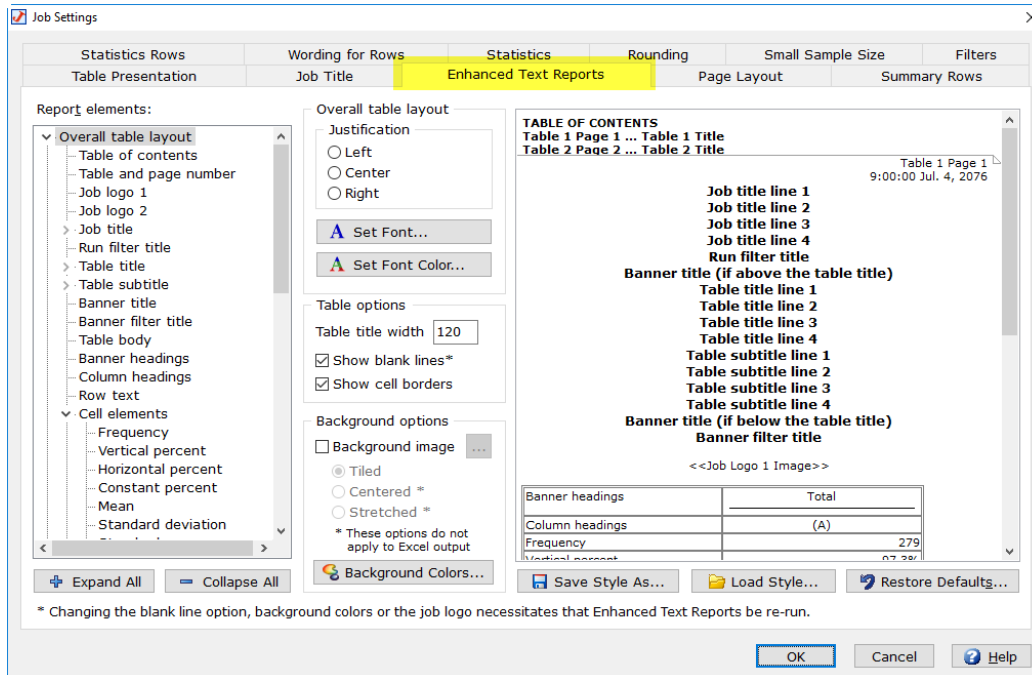 Job Settings
Statistics Rows
Wording for Rows
Statistics
Rounding
Small Sample Size
Filters
Table Presentation
Job Title
Enhanced Text Reports
Page Layout
Summary Rows
Report elements:
Overall table layout
Table of contents
Table and page number
Job logo 1
Job logo 2
Job title
Run filter title
Table title
Table subtitle
Banner title
Banner filter title
Table body
Banner headings
Column headings
Row text
Cell elements
Frequency
Vertical percent
Horizontal percent
Constant percent
Mean
Standard deviation
Expand All
Collapse All
Overall table layout
Justification
Left
Center
Right
A Set Font...
A Set Font Color...
Table options
Table title width 120
Show blank lines*
Show cell borders
Background options
Background image ...
Tiled
Centered *
Stretched *
* These options do not
apply to Excel output
Background Colors...
TABLE OF CONTENTS
Table 1 Page 1 ... Table 1 Title
Table 2 Page 2 ... Table 2 Title
Table 1 Page 1
9:00:00 Jul. 4, 2076
Job title line 1
Job title line 2
Job title line 3
Job title line 4
Run filter title
Banner title (if above the table title)
Table title line 1
Table title line 2
Table title line 3
Table title line 4
Table subtitle line 1
Table subtitle line 2
Table subtitle line 3
Table subtitle line 4
Banner title (if below the table title)
Banner filter title
<<Job Logo 1 Image>>
Banner headings Total
Column headings (A)
Frequency 279
Vertical percent 97.3%
Save Style As...
Load Style...
Restore Defaults...
* Changing the blank line option, background colors or the job logo necessitates that Enhanced Text Reports be re-run.
OK
Cancel
Help